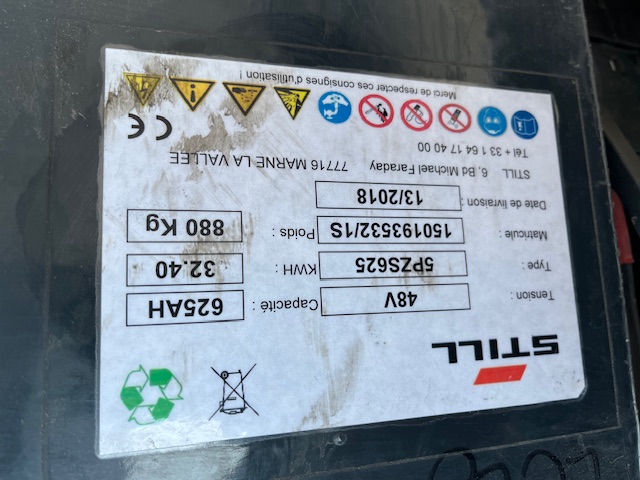 STILL
Tension : 48V Capacité : 625AH
Type : 5PZS625 KWH : 32.40
Matricule : 150193532/1S Poids : 880 Kg
Date de livraison : 13/2018
STILL 6, Bd Michael Faraday 77716 MARNE LA VALLEE
Tél + 33 1 64 17 40 00
CE
Merci de respecter ces consignes d'utilisation !